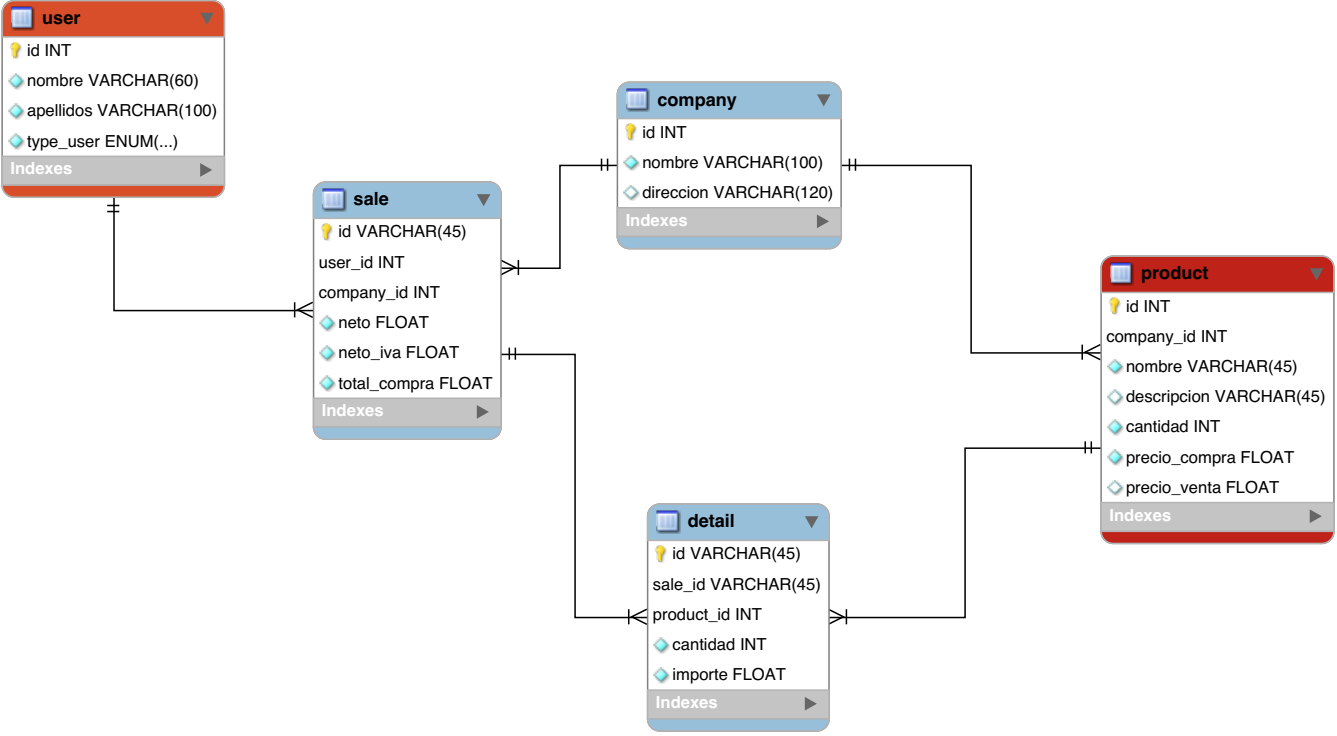 user
id INT
nombre VARCHAR(60)
apellidos VARCHAR(100)
type_user ENUM(...)
Indexes
sale
id VARCHAR(45)
user_id INT
company_id INT
neto FLOAT
neto_iva FLOAT
total_compra FLOAT
Indexes
company
id INT
nombre VARCHAR(100)
direccion VARCHAR(120)
Indexes
detail
id VARCHAR(45)
sale_id VARCHAR(45)
product_id INT
cantidad INT
importe FLOAT
Indexes
product
id INT
company_id INT
nombre VARCHAR(45)
descripcion VARCHAR(45)
cantidad INT
precio_compra FLOAT
precio_venta FLOAT
Indexes